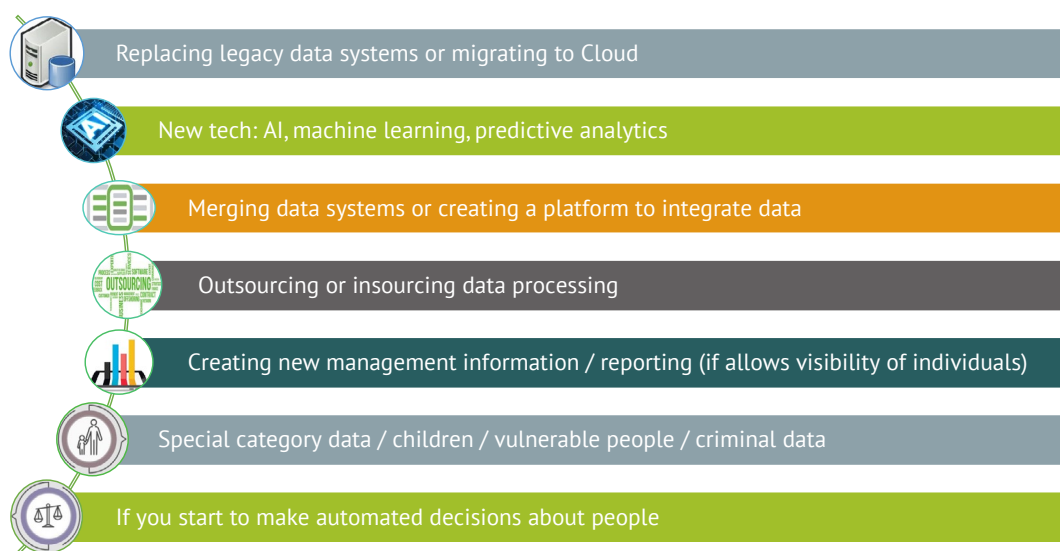 Replacing legacy data systems or migrating to Cloud
AI
New tech: AI, machine learning, predictive analytics
Merging data systems or creating a platform to integrate data
OUTSOURCING
Outsourcing or insourcing data processing
Creating new management information / reporting (if allows visibility of individuals)
Special category data / children / vulnerable people / criminal data
If you start to make automated decisions about people